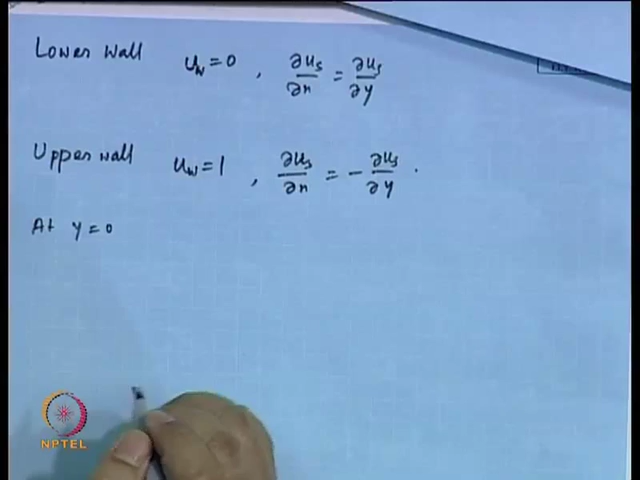 Lower wall u_w = 0 , ∂u_s/∂n = ∂u_s/∂y
Upper wall u_w = 1 , ∂u_s/∂n = - ∂u_s/∂y .
At y = 0
NPTEL